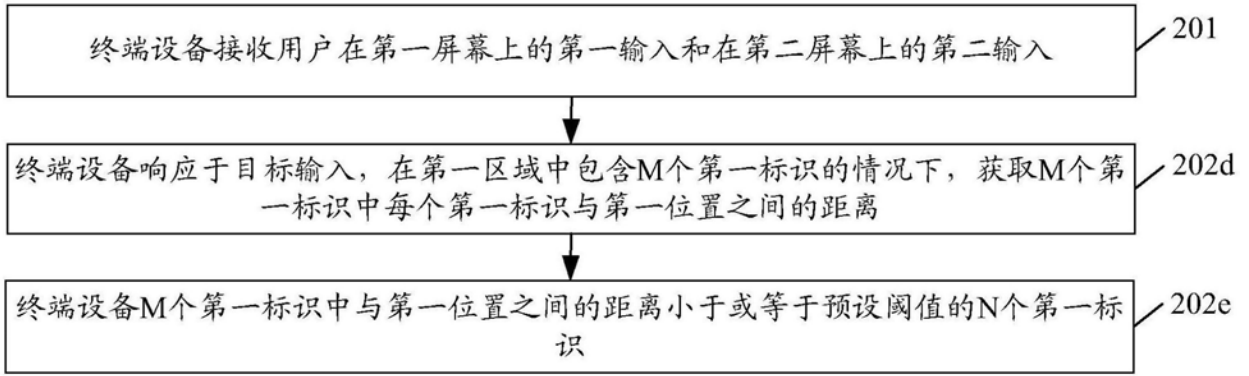 终端设备接收用户在第一屏幕上的第一输入和在第二屏幕上的第二输入
201
终端设备响应于目标输入，在第一区域中包含M个第一标识的情况下，获取M个第
一标识中每个第一标识与第一位置之间的距离
202d
终端设备M个第一标识中与第一位置之间的距离小于或等于预设阈值的N个第一标
识
202e